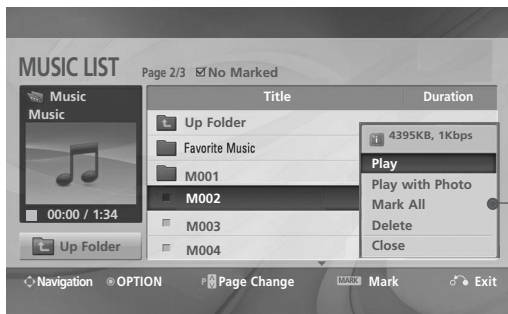 MUSIC LIST
Page 2/3 No Marked
Music
Music
00:00 / 1:34
Up Folder
Title
Duration
Up Folder
Favorite Music
M001
M002
M003
M004
4395KB, 1Kbps
Play
Play with Photo
Mark All
Delete
Close
Navigation
OPTION
P Page Change
MARK Mark
Exit